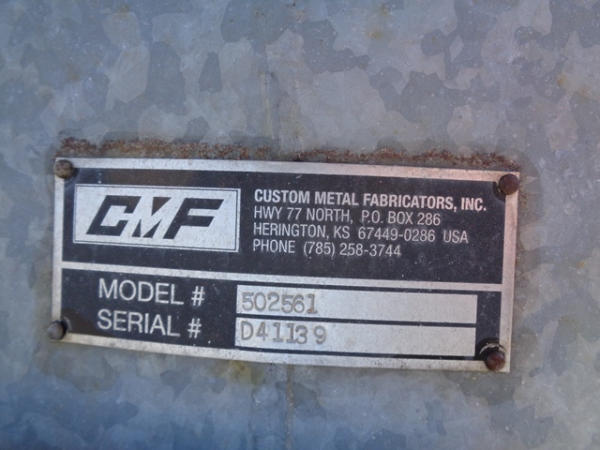 CMF
CUSTOM METAL FABRICATORS, INC.
HWY 77 NORTH, P.O. BOX 286
HERINGTON, KS 67449-0286 USA
PHONE (785) 258-3744
MODEL # 502561
SERIAL # D41139